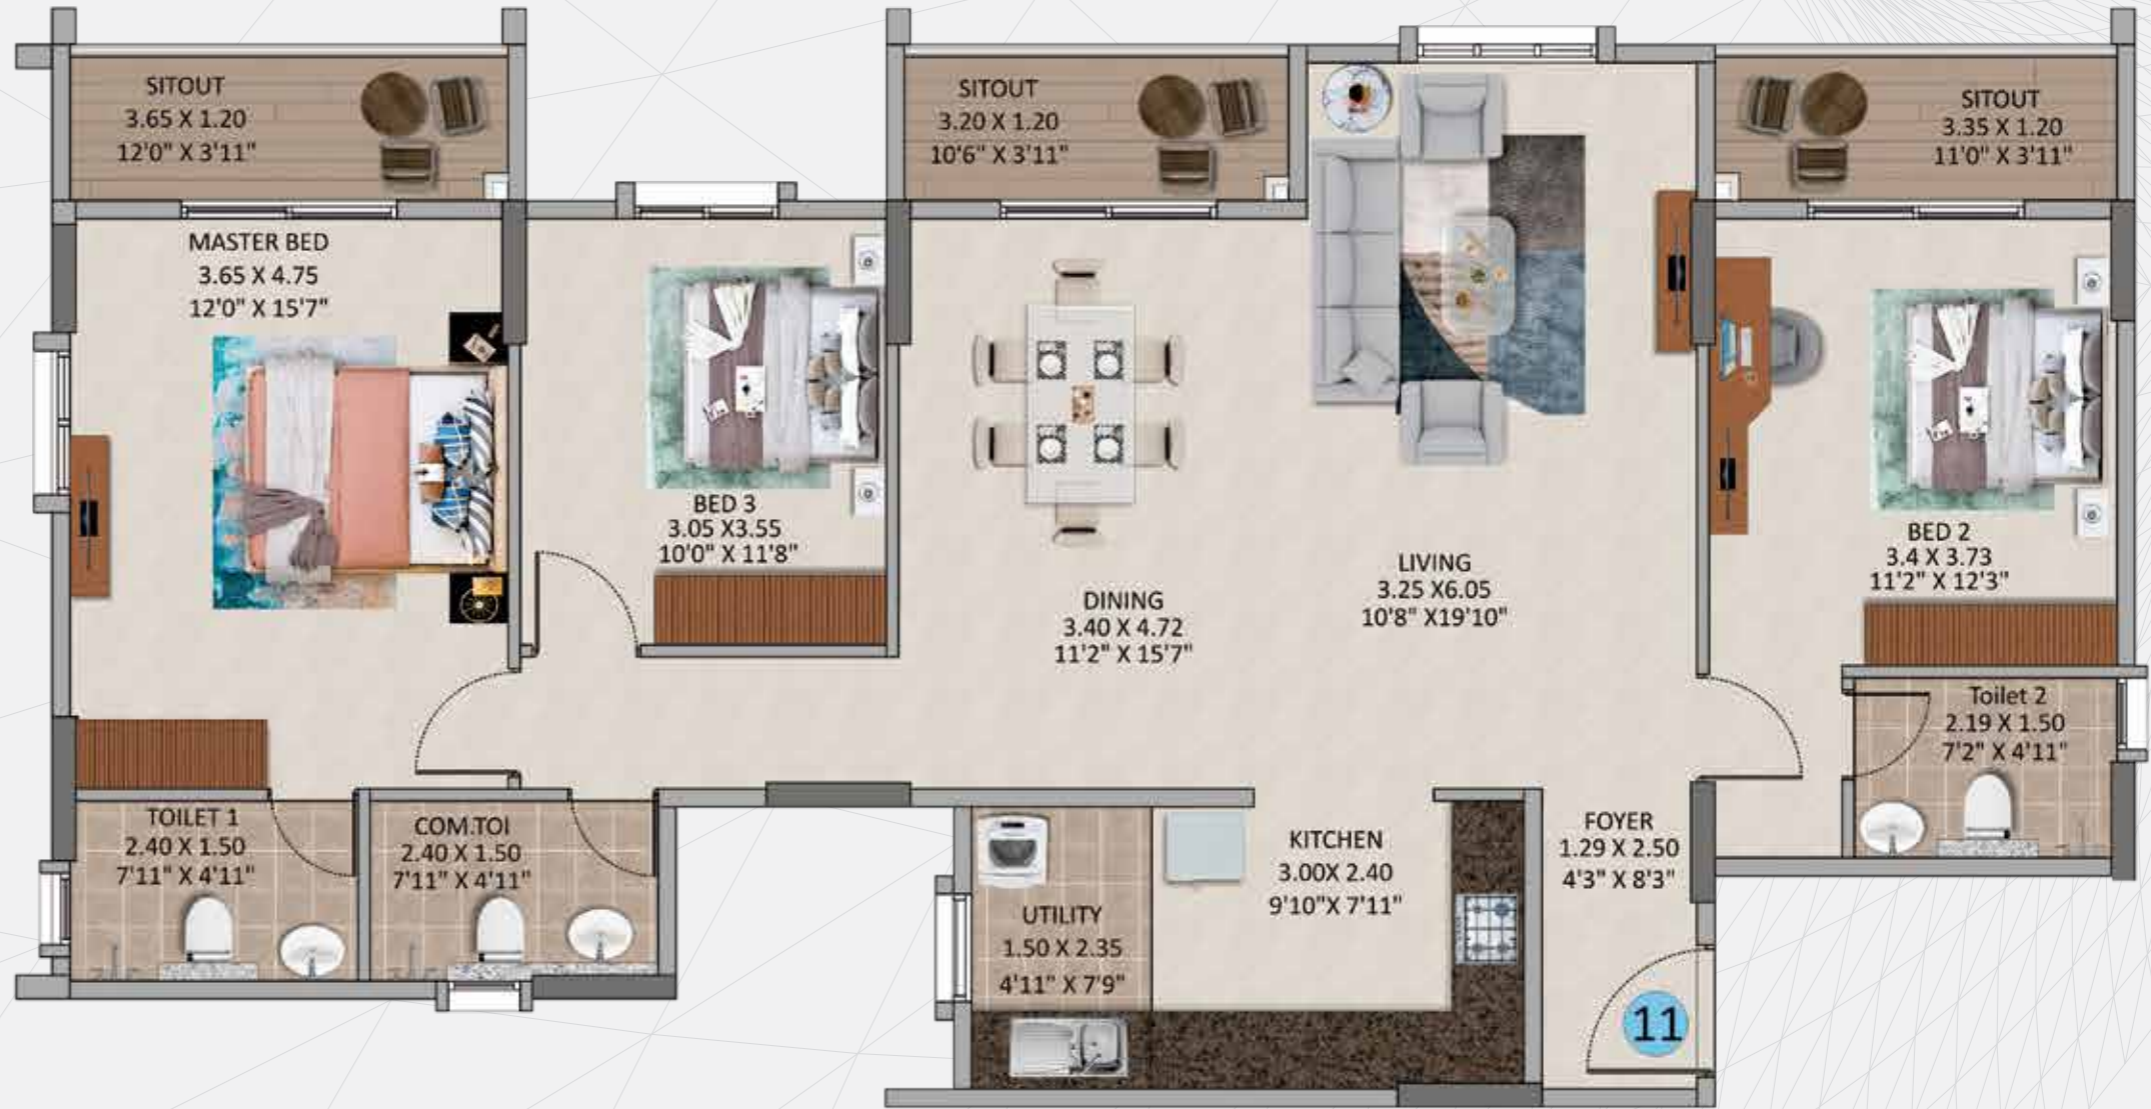 SITOUT
3.65 X 1.20
12'0" X 3'11"
SITOUT
3.20 X 1.20
10'6" X 3'11"
SITOUT
3.35 X 1.20
11'0" X 3'11"
MASTER BED
3.65 X 4.75
12'0" X 15'7"
BED 3
3.05 X3.55
10'0" X 11'8"
DINING
3.40 X 4.72
11'2" X 15'7"
LIVING
3.25 X6.05
10'8" X19'10"
BED 2
3.4 X 3.73
11'2" X 12'3"
Toilet 2
2.19 X 1.50
7'2" X 4'11"
TOILET 1
2.40 X 1.50
7'11" X 4'11"
COM.TOI
2.40 X 1.50
7'11" X 4'11"
UTILITY
1.50 X 2.35
4'11" X 7'9"
KITCHEN
3.00X 2.40
9'10"X 7'11"
FOYER
1.29 X 2.50
4'3" X 8'3"
11